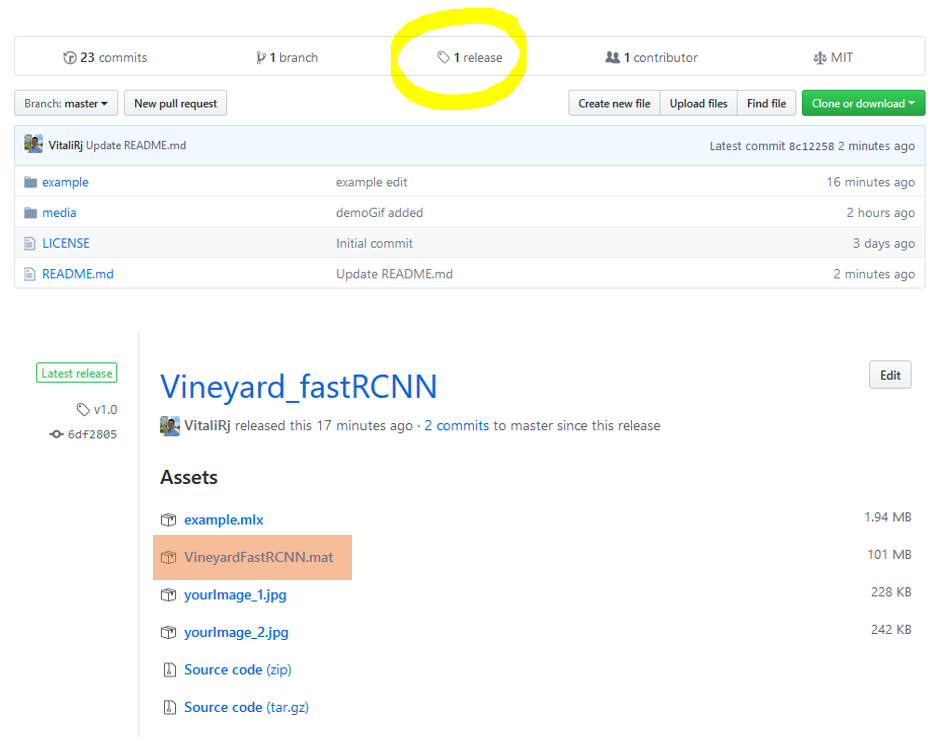 23 commits 1 branch 1 release 1 contributor MIT
Branch: master New pull request Create new file Upload files Find file Clone or download
VitaliRj Update README.md Latest commit 8c12258 2 minutes ago
example example edit 16 minutes ago
media demoGif added 2 hours ago
LICENSE Initial commit 3 days ago
README.md Update README.md 2 minutes ago
Latest release Vineyard_fastRCNN Edit
v1.0
VitaliRj released this 17 minutes ago · 2 commits to master since this release
6df2805
Assets
example.mlx 1.94 MB
VineyardFastRCNN.mat 101 MB
yourImage_1.jpg 228 KB
yourImage_2.jpg 242 KB
Source code (zip)
Source code (tar.gz)